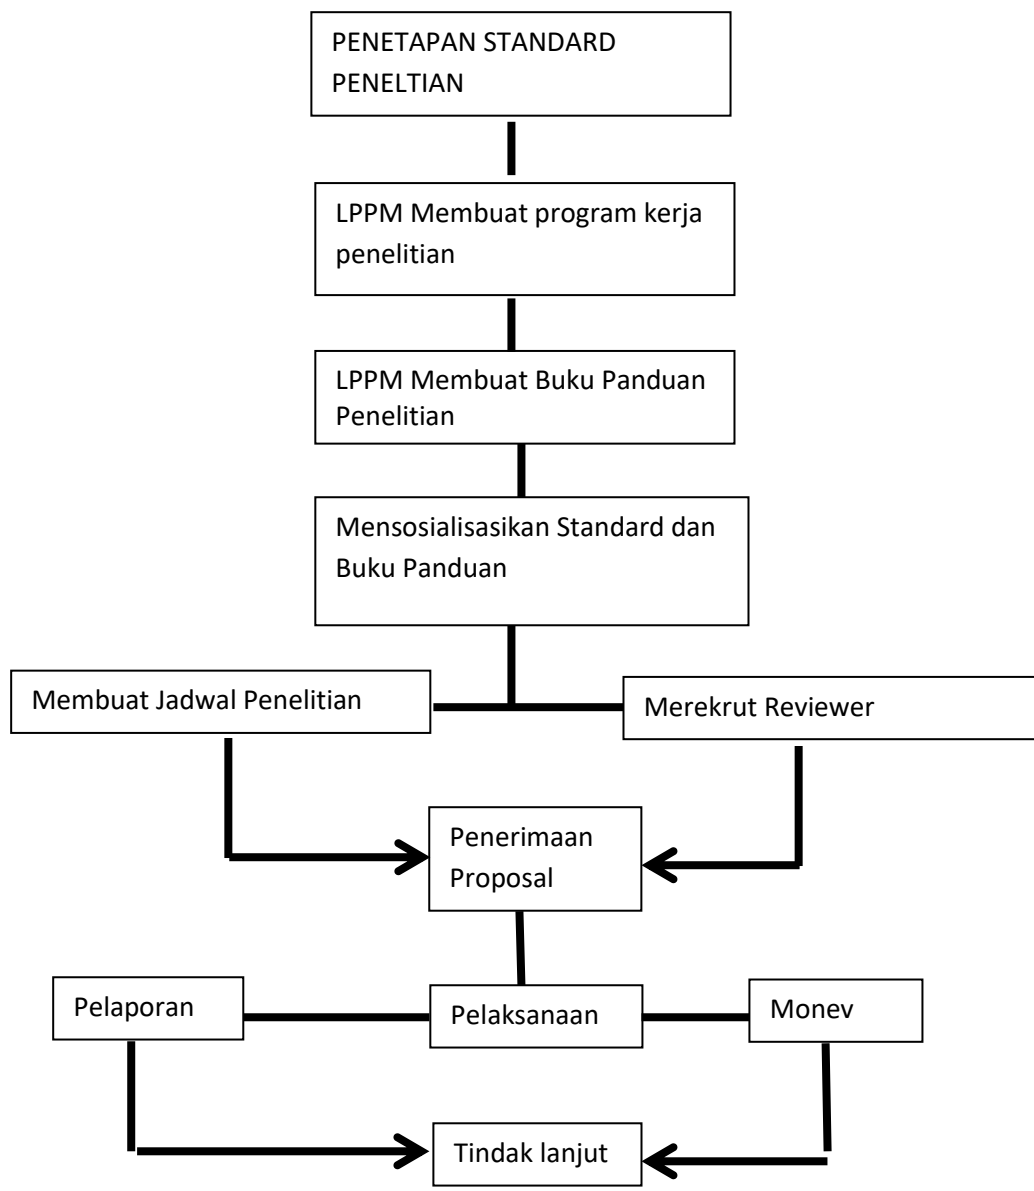 PENETAPAN STANDARD
PENELTIAN
LPPM Membuat program kerja
penelitian
LPPM Membuat Buku Panduan
Penelitian
Mensosialisasikan Standard dan
Buku Panduan
Membuat Jadwal Penelitian
Merekrut Reviewer
Penerimaan
Proposal
Pelaporan
Pelaksanaan
Monev
Tindak lanjut